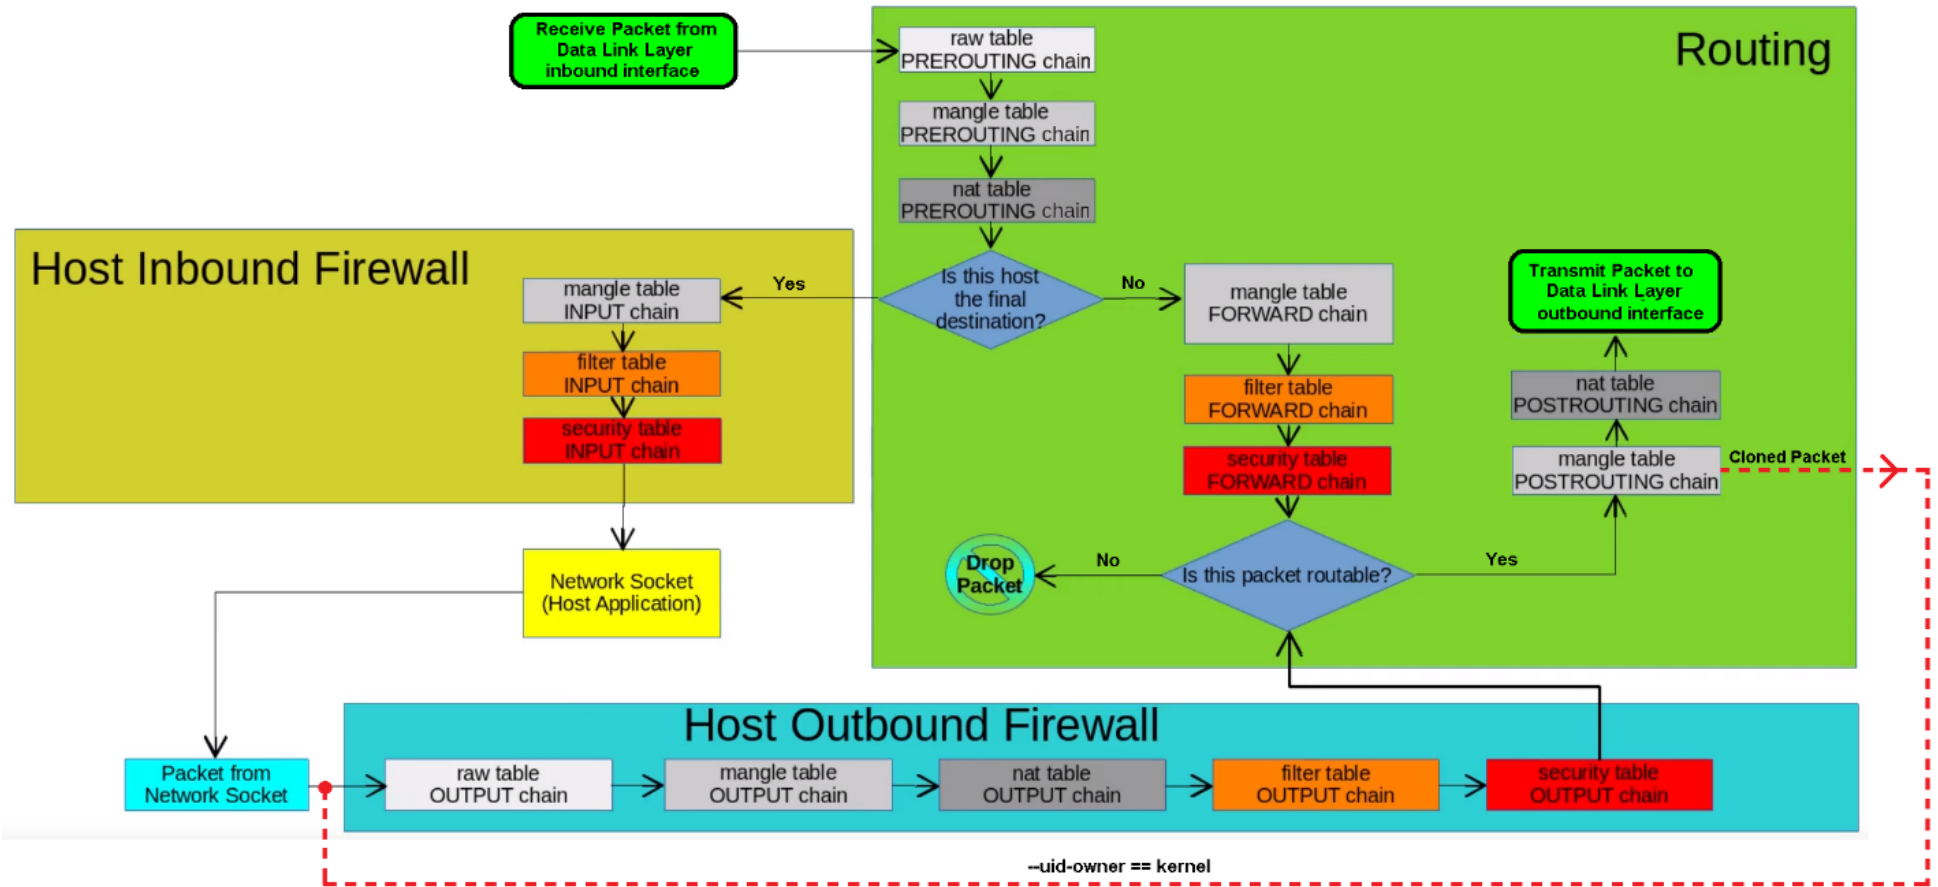 Receive Packet from
Data Link Layer
inbound interface
Routing
raw table
PREROUTING chain
mangle table
PREROUTING chain
nat table
PREROUTING chain
Is this host
the final
destination?
Yes
No
Host Inbound Firewall
mangle table
INPUT chain
filter table
INPUT chain
security table
INPUT chain
Network Socket
(Host Application)
mangle table
FORWARD chain
filter table
FORWARD chain
security table
FORWARD chain
Is this packet routable?
No
Drop
Packet
Yes
Transmit Packet to
Data Link Layer
outbound interface
nat table
POSTROUTING chain
mangle table
POSTROUTING chain
Cloned Packet
Host Outbound Firewall
Packet from
Network Socket
raw table
OUTPUT chain
mangle table
OUTPUT chain
nat table
OUTPUT chain
filter table
OUTPUT chain
security table
OUTPUT chain
--uid-owner == kernel